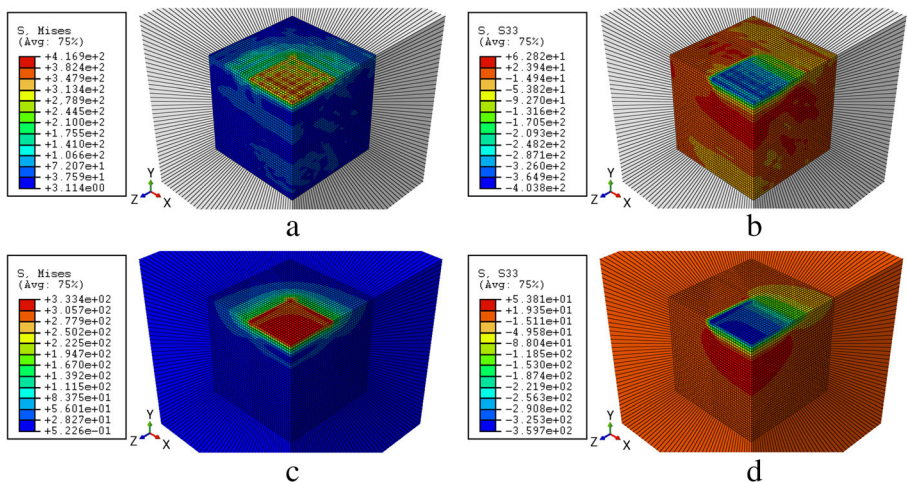 S, Mises
(Avg: 75%)
+4.169e+2
+3.824e+2
+3.479e+2
+3.134e+2
+2.789e+2
+2.445e+2
+2.100e+2
+1.755e+2
+1.410e+2
+1.066e+2
+7.207e+1
+3.759e+1
+3.114e00
Y
Z
X
a
S, S33
(Avg: 75%)
+6.282e+1
+2.394e+1
-1.494e+1
-5.382e+1
-9.270e+1
-1.316e+2
-1.705e+2
-2.093e+2
-2.482e+2
-2.871e+2
-3.260e+2
-3.649e+2
-4.038e+2
Y
Z
X
b
S, Mises
(Avg: 75%)
+3.334e+02
+3.057e+02
+2.779e+02
+2.502e+02
+2.225e+02
+1.947e+02
+1.670e+02
+1.392e+02
+1.115e+02
+8.375e+01
+5.601e+01
+2.827e+01
+5.226e-01
Y
Z
X
c
S, S33
(Avg: 75%)
+5.381e+01
+1.935e+01
-1.511e+01
-4.958e+01
-8.804e+01
-1.185e+02
-1.530e+02
-1.874e+02
-2.219e+02
-2.563e+02
-2.908e+02
-3.253e+02
-3.597e+02
Y
Z
X
d